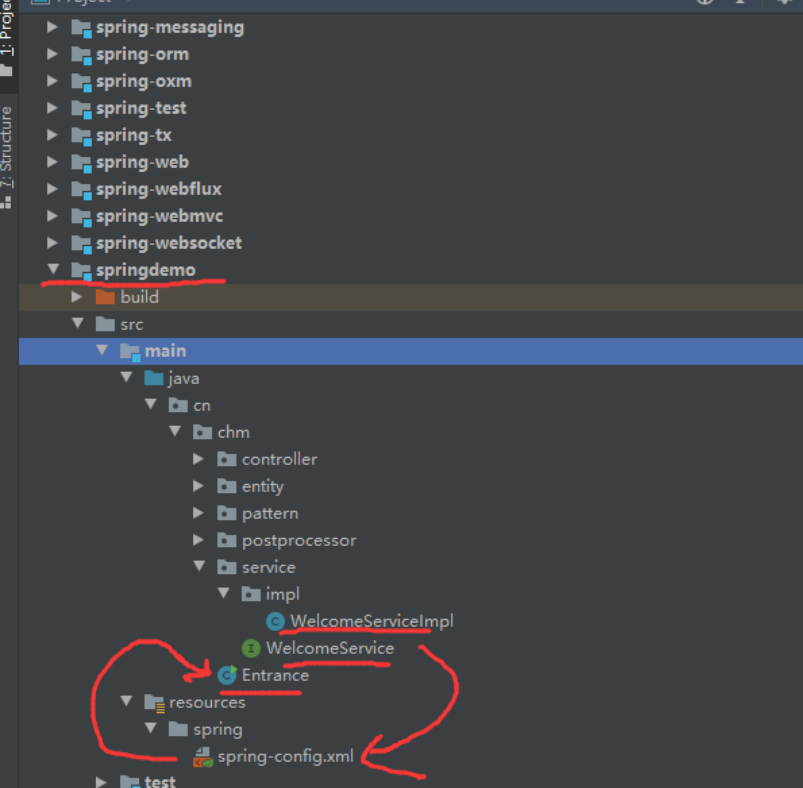 Project
1: Project
7: Structure
spring-messaging
spring-orm
spring-oxm
spring-test
spring-tx
spring-web
spring-webflux
spring-webmvc
spring-websocket
springdemo
build
src
main
java
cn
chm
controller
entity
pattern
postprocessor
service
impl
WelcomeServiceImpl
WelcomeService
Entrance
resources
spring
spring-config.xml
test